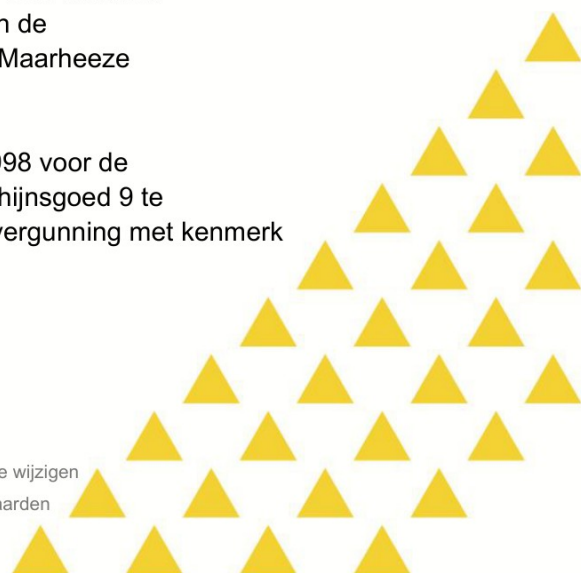 n de
Maarheeze
98 voor de
hijnsgoed 9 te
vergunning met kenmerk
e wijzigen
arden